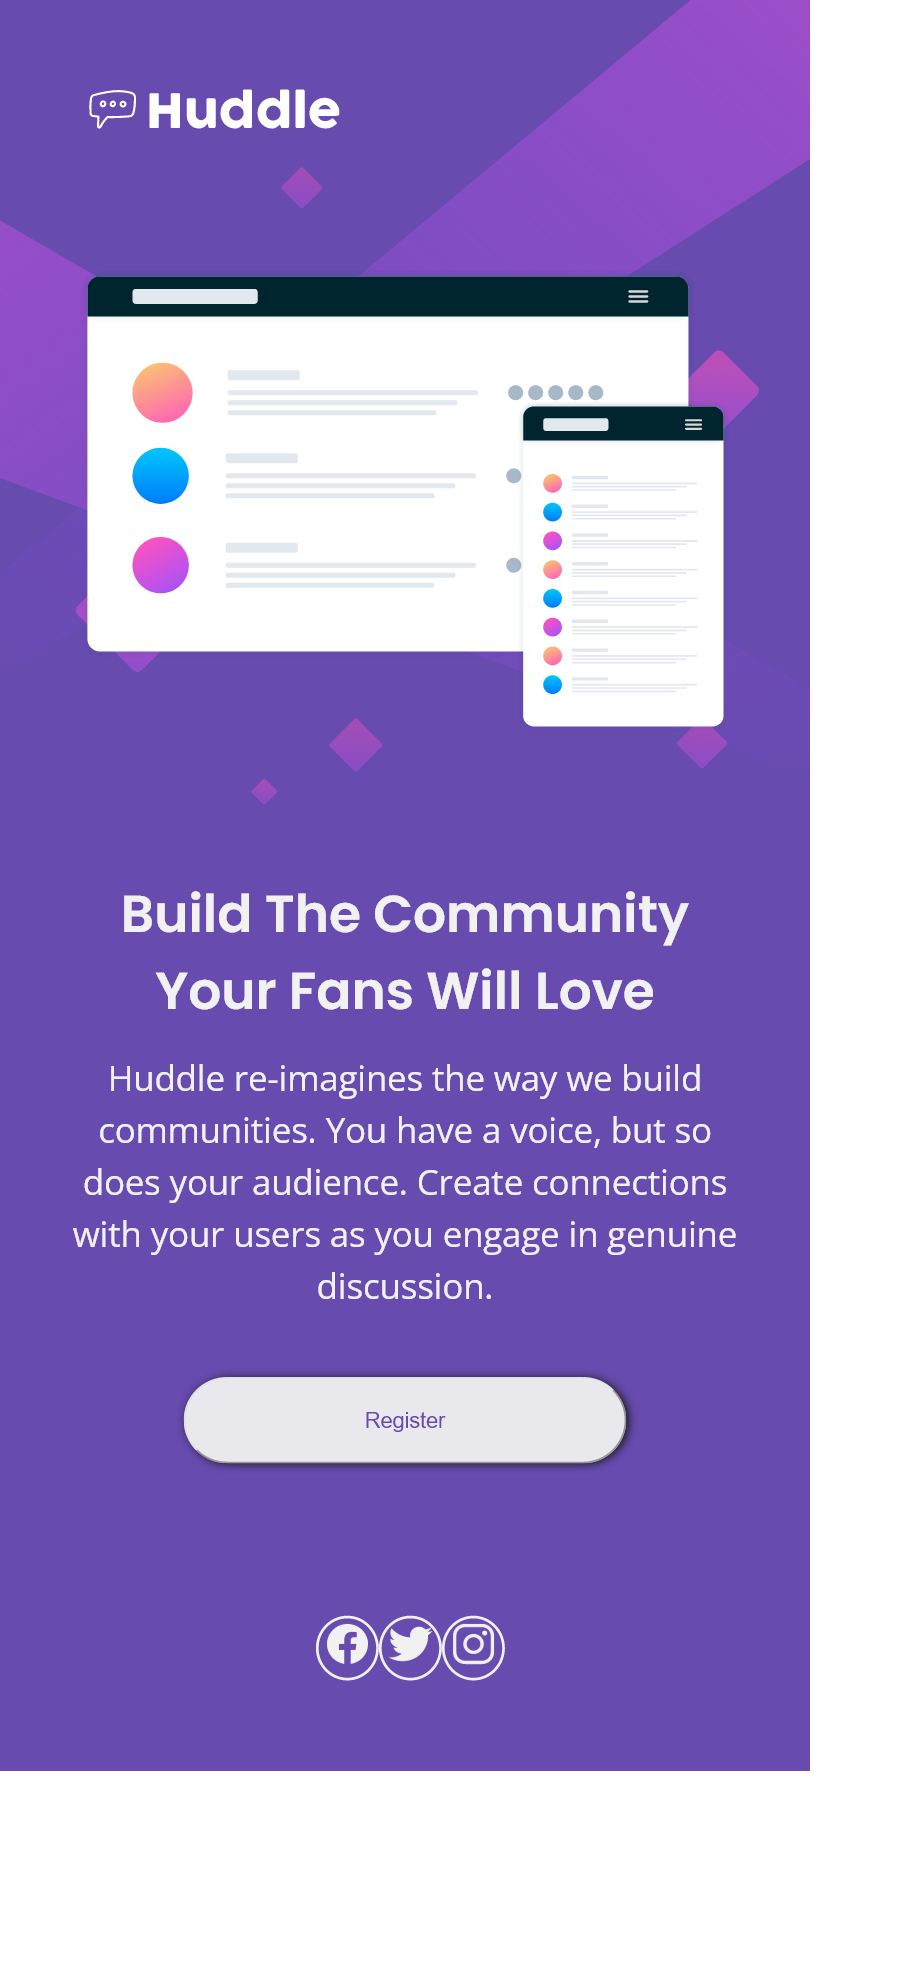 Huddle
Build The Community
Your Fans Will Love
Huddle re-imagines the way we build
communities. You have a voice, but so
does your audience. Create connections
with your users as you engage in genuine
discussion.
Register